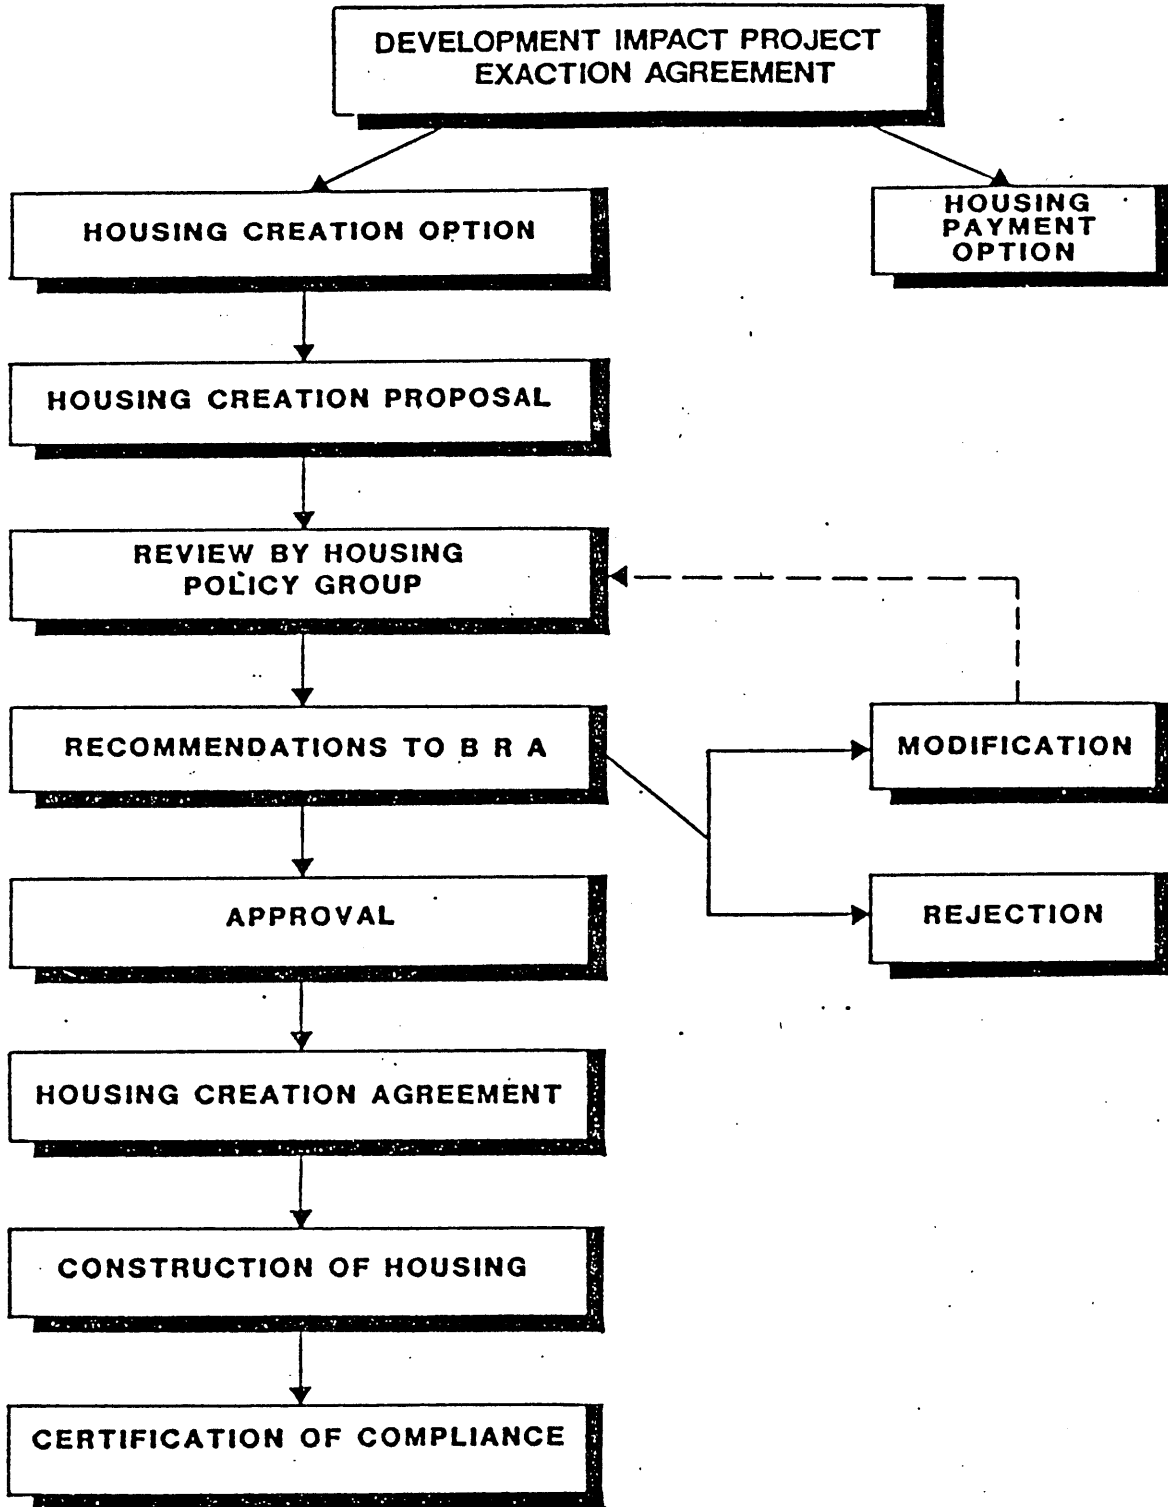 DEVELOPMENT IMPACT PROJECT
EXACTION AGREEMENT
HOUSING CREATION OPTION
HOUSING
PAYMENT
OPTION
HOUSING CREATION PROPOSAL
REVIEW BY HOUSING
POLICY GROUP
RECOMMENDATIONS TO B R A
MODIFICATION
APPROVAL
REJECTION
HOUSING CREATION AGREEMENT
CONSTRUCTION OF HOUSING
CERTIFICATION OF COMPLIANCE